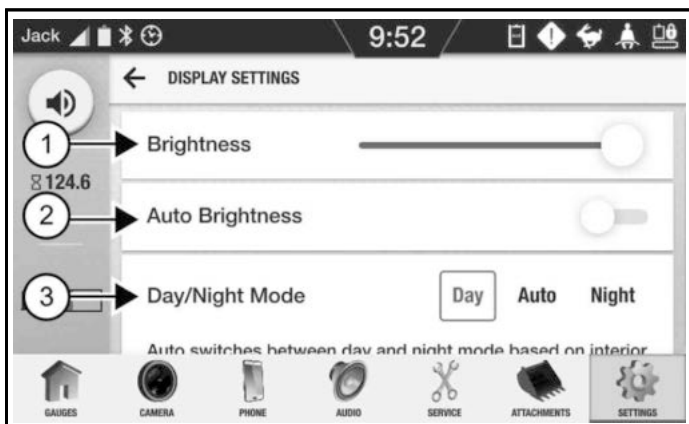 Jack 9:52
DISPLAY SETTINGS
1 Brightness
124.6
2 Auto Brightness
3 Day/Night Mode Day Auto Night
Auto switches between day and night mode based on interior
GAUGES CAMERA PHONE AUDIO SERVICE ATTACHMENTS SETTINGS